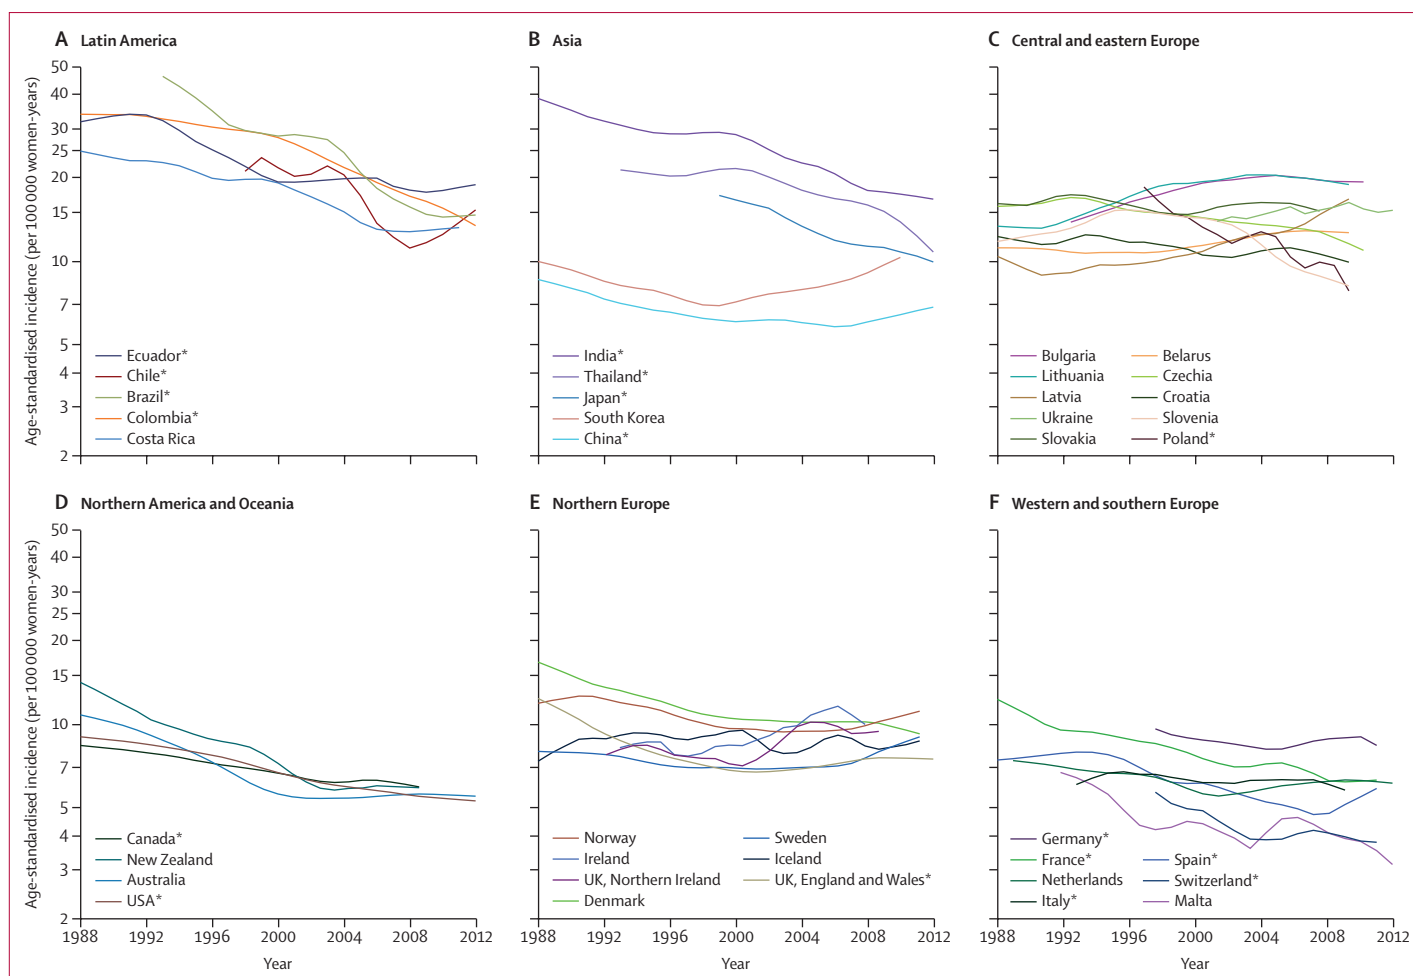 A Latin America
B Asia
C Central and eastern Europe
Age-standardised incidence (per 100 000 women-years)
50
40
30
25
20
15
10
7
5
4
3
2
Ecuador*
Chile*
Brazil*
Colombia*
Costa Rica
India*
Thailand*
Japan*
South Korea
China*
Bulgaria
Lithuania
Latvia
Ukraine
Slovakia
Belarus
Czechia
Croatia
Slovenia
Poland*
D Northern America and Oceania
E Northern Europe
F Western and southern Europe
Age-standardised incidence (per 100 000 women-years)
50
40
30
25
20
15
10
7
5
4
3
2
Canada*
New Zealand
Australia
USA*
Norway
Ireland
UK, Northern Ireland
Denmark
Sweden
Iceland
UK, England and Wales*
Germany*
France*
Netherlands
Italy*
Spain*
Switzerland*
Malta
1988 1992 1996 2000 2004 2008 2012
Year
1988 1992 1996 2000 2004 2008 2012
Year
1988 1992 1996 2000 2004 2008 2012
Year